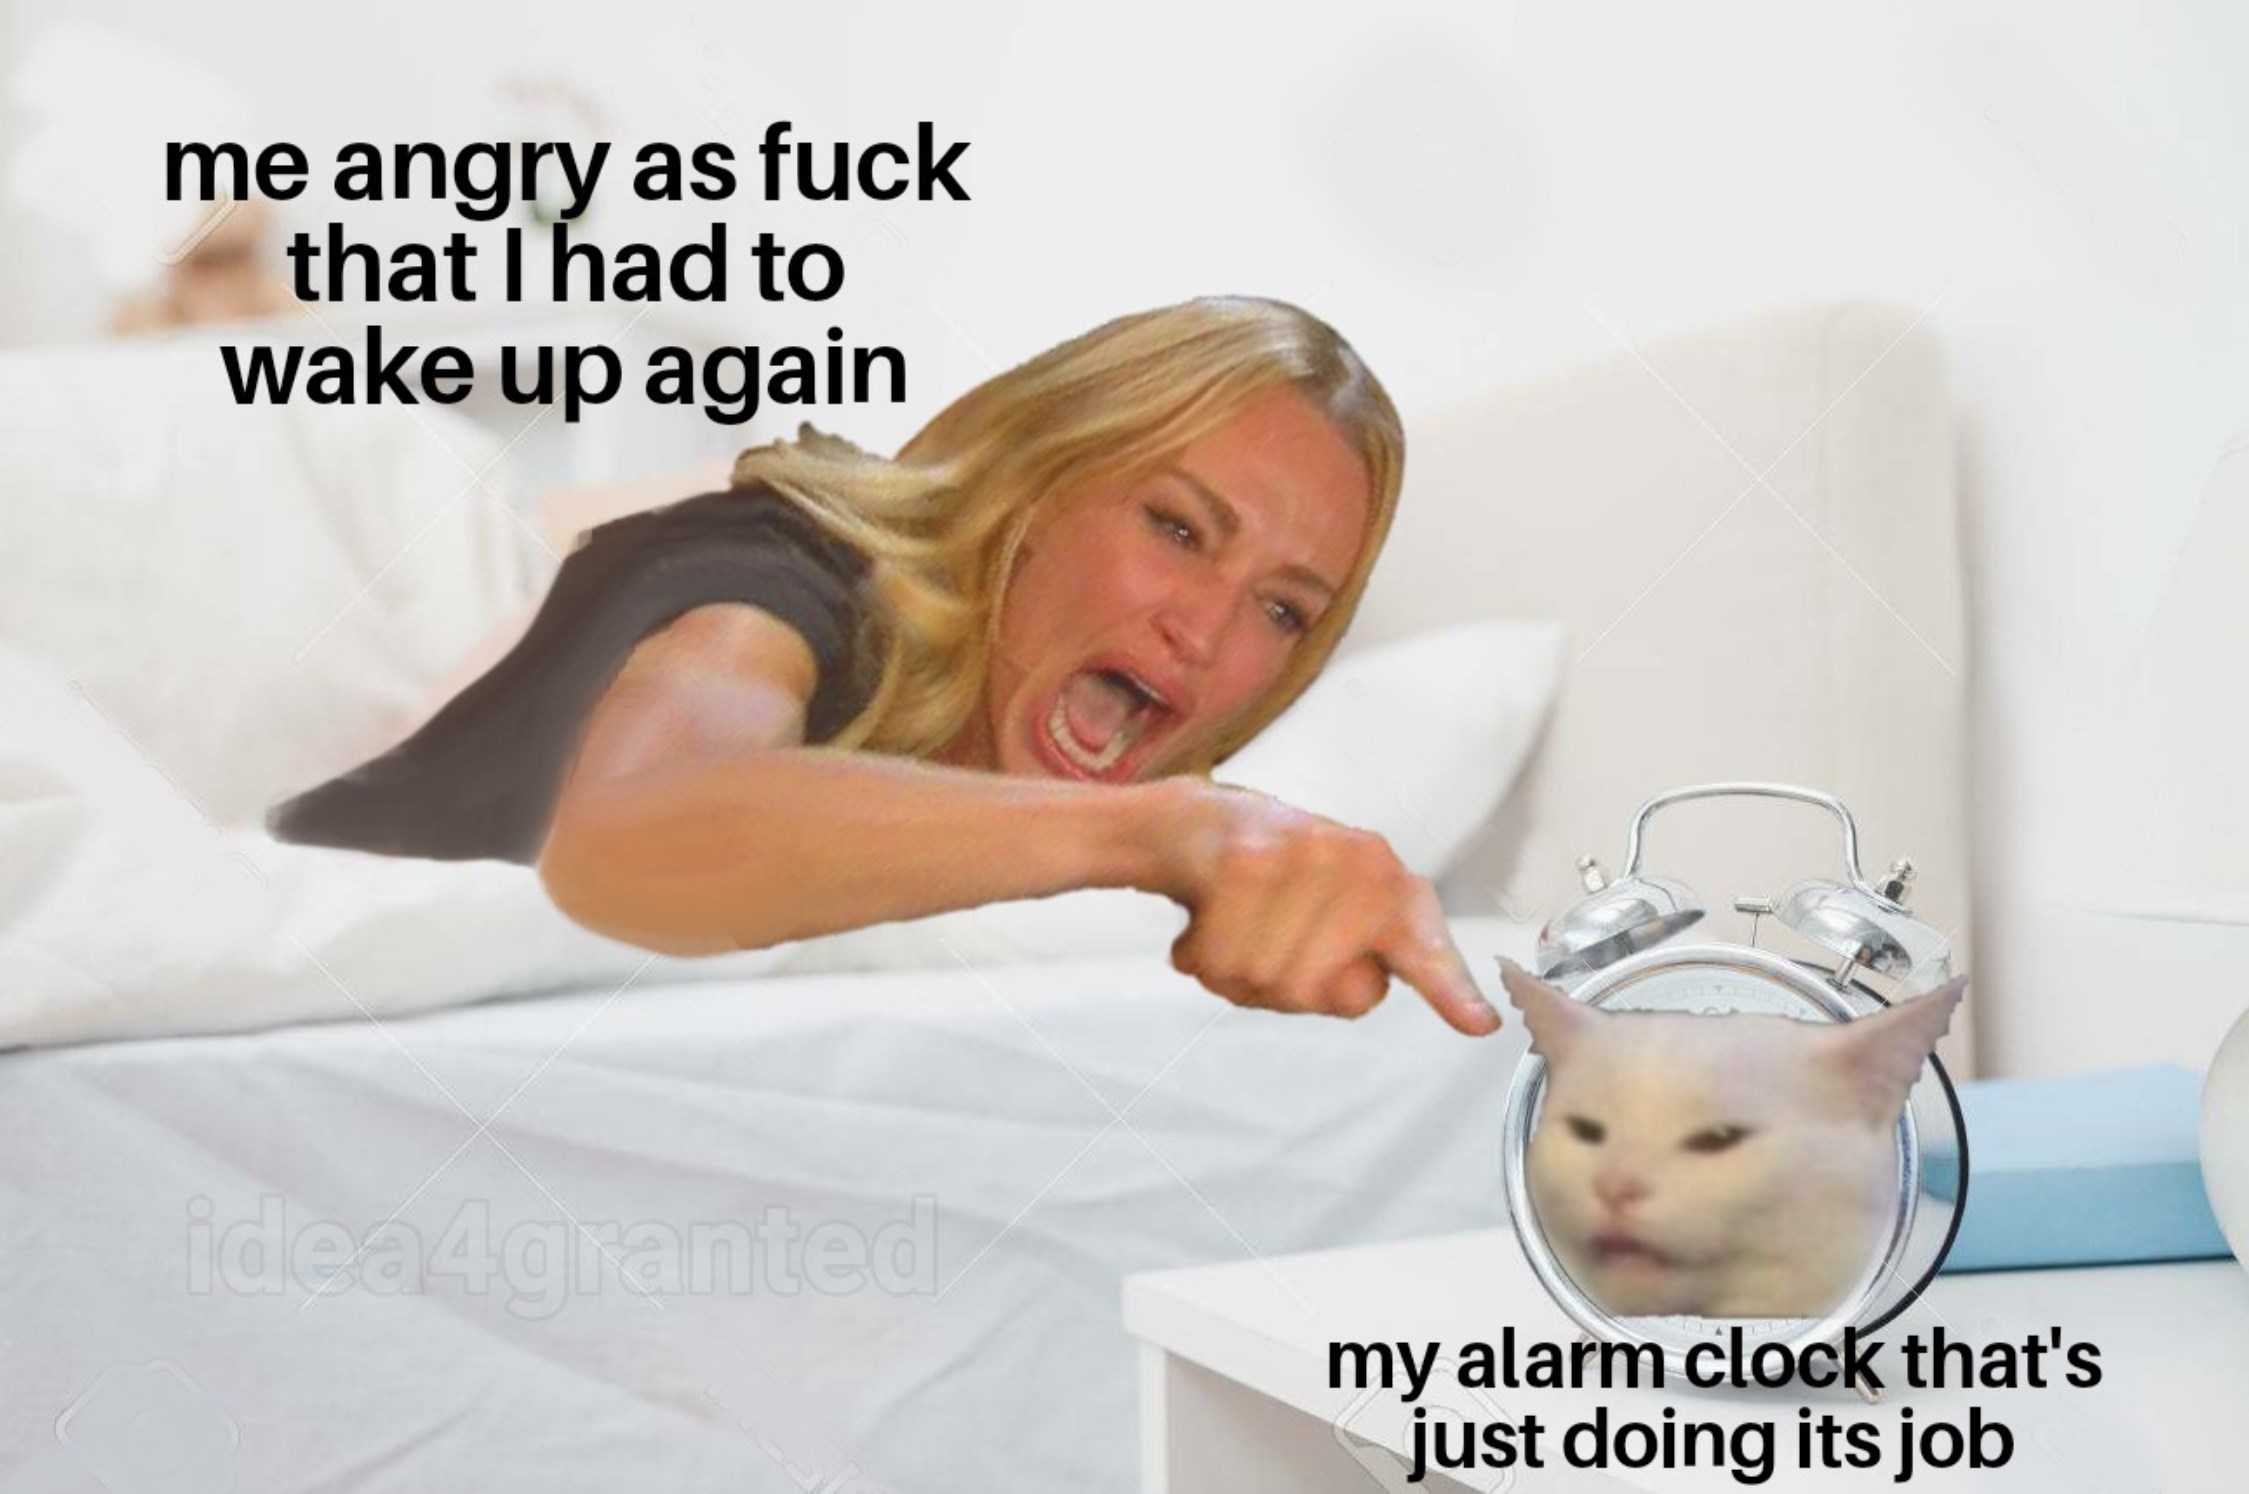 me angry as fuck
that I had to
wake up again
idea4granted
my alarm clock that's
just doing its job